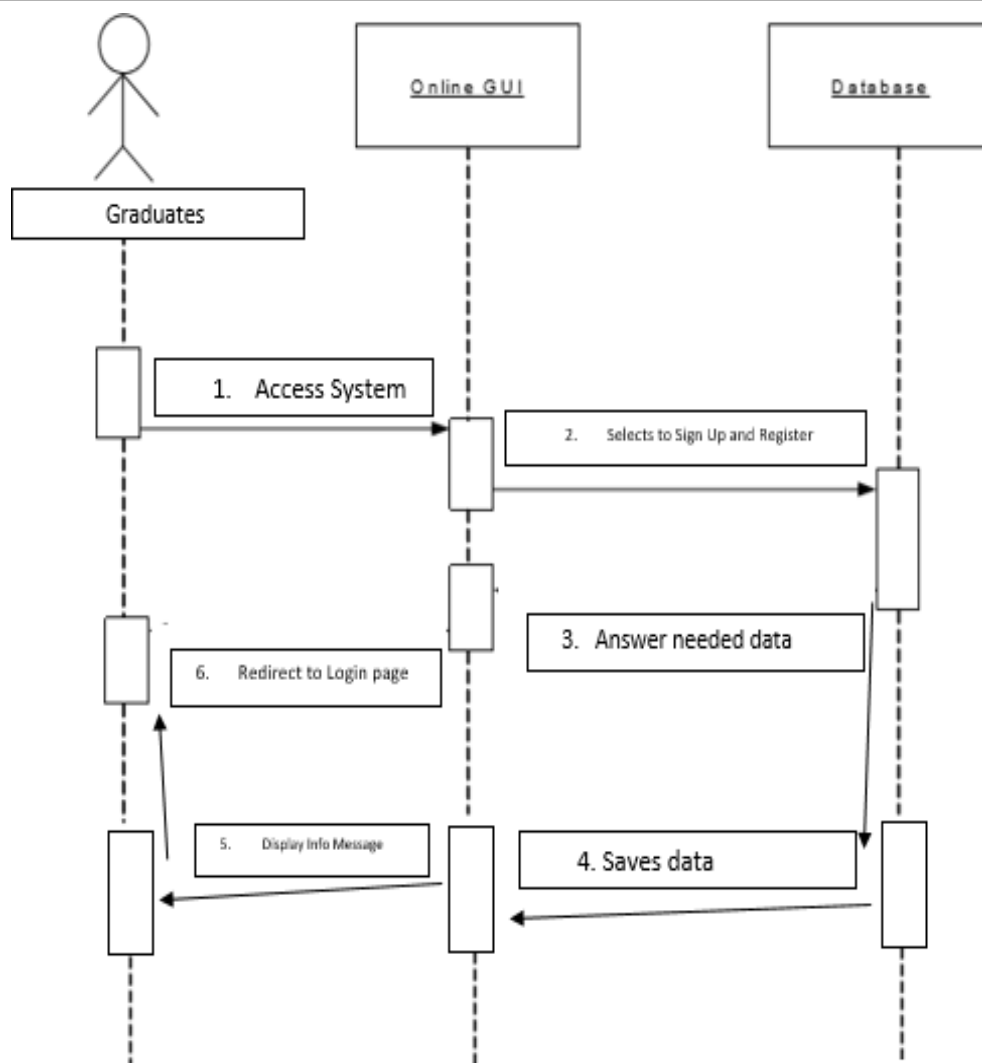 Online GUI
Database
Graduates
1. Access System
2. Selects to Sign Up and Register
3. Answer needed data
6. Redirect to Login page
5. Display Info Message
4. Saves data